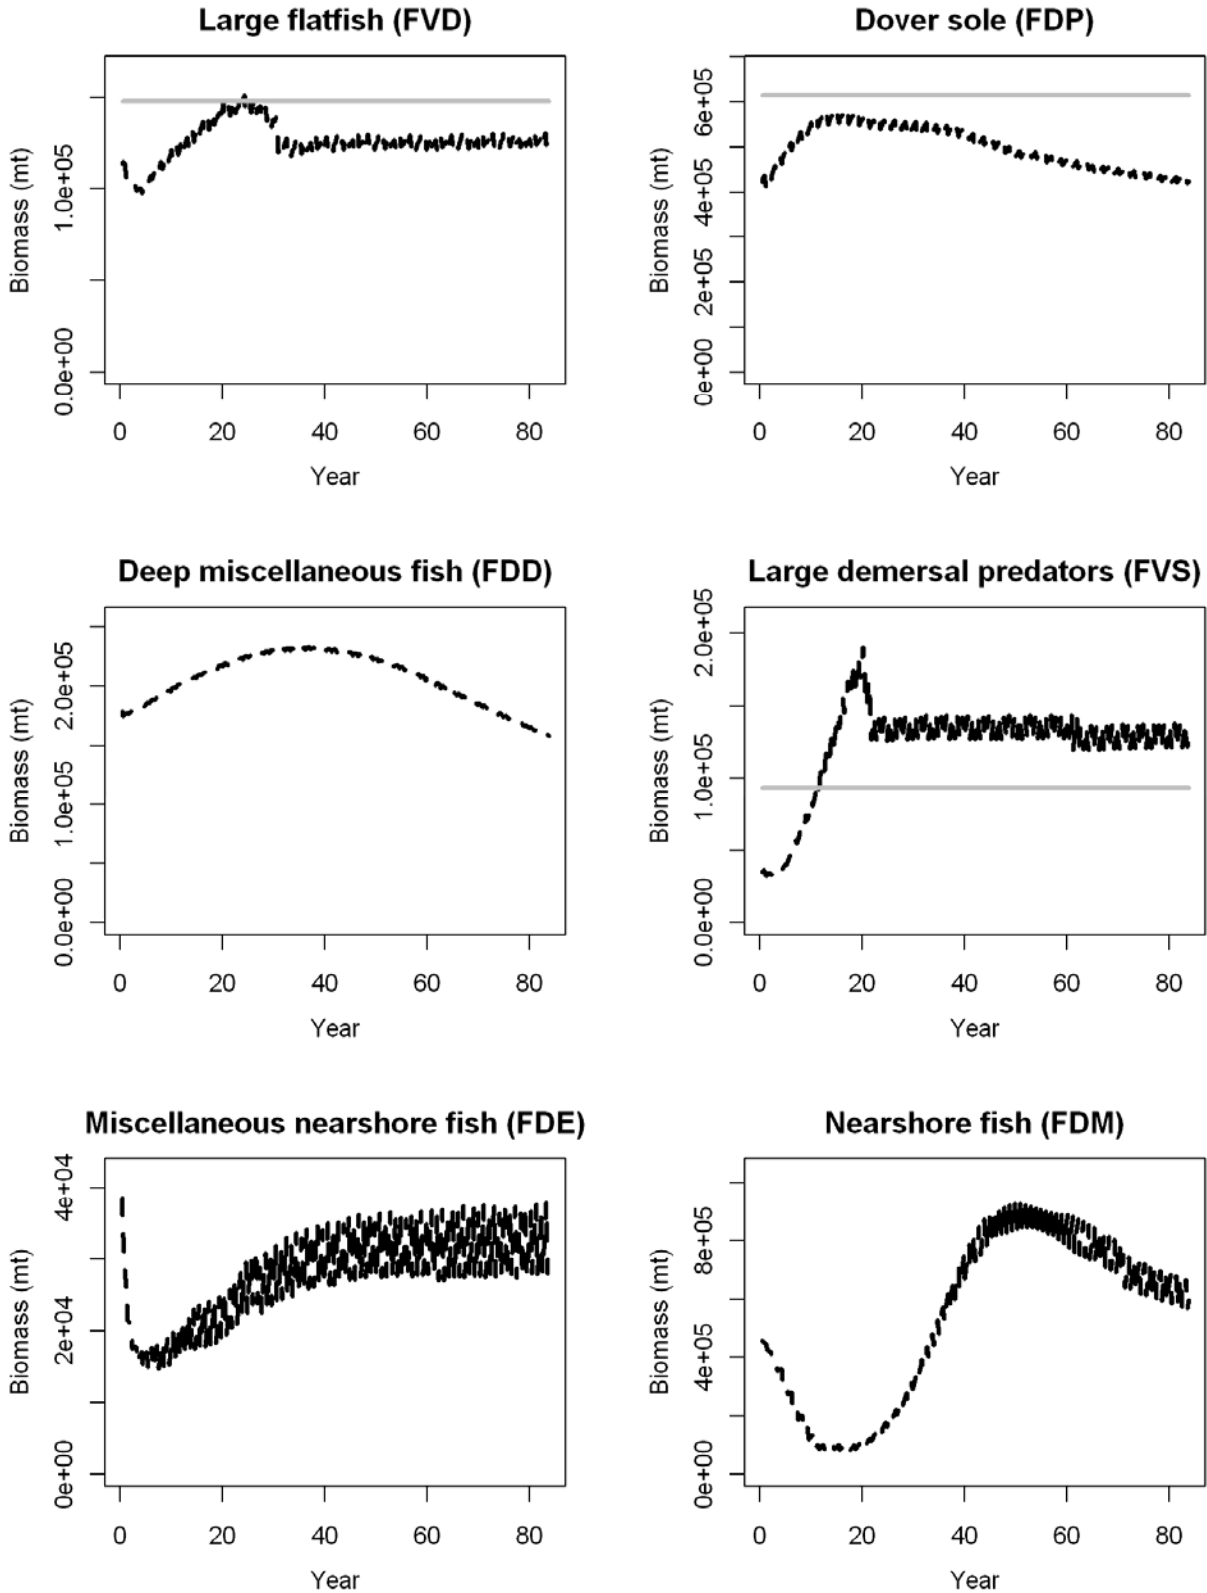 Large flatfish (FVD)
Biomass (mt)
0.0e+00 1.0e+05
0 20 40 60 80
Year
Dover sole (FDP)
Biomass (mt)
0e+00 2e+05 4e+05 6e+05
0 20 40 60 80
Year
Deep miscellaneous fish (FDD)
Biomass (mt)
0.0e+00 1.0e+05 2.0e+05
0 20 40 60 80
Year
Large demersal predators (FVS)
Biomass (mt)
0.0e+00 1.0e+05 2.0e+05
0 20 40 60 80
Year
Miscellaneous nearshore fish (FDE)
Biomass (mt)
0e+00 2e+04 4e+04
0 20 40 60 80
Year
Nearshore fish (FDM)
Biomass (mt)
0e+00 4e+05 8e+05
0 20 40 60 80
Year